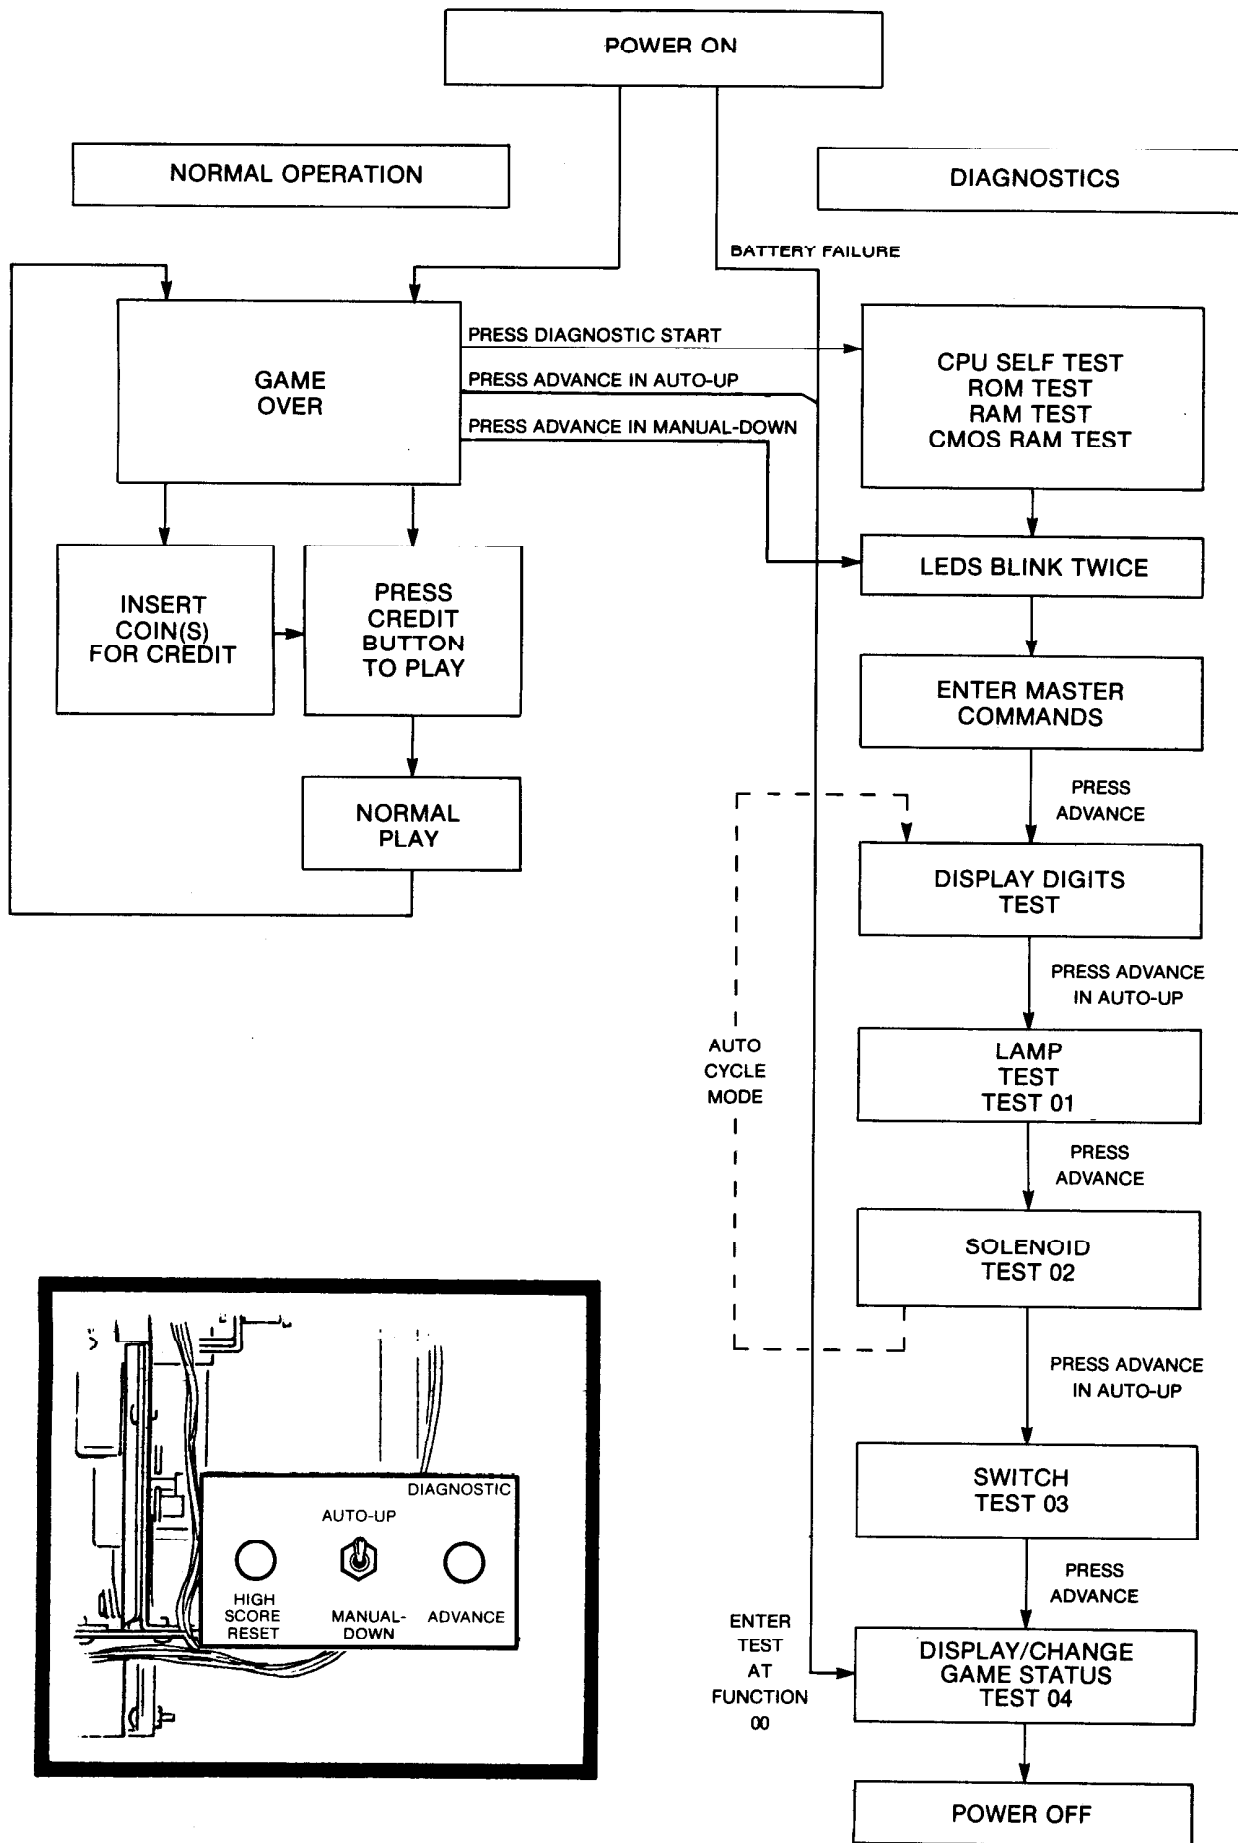 POWER ON
NORMAL OPERATION
DIAGNOSTICS
BATTERY FAILURE
GAME
OVER
PRESS DIAGNOSTIC START
PRESS ADVANCE IN AUTO-UP
PRESS ADVANCE IN MANUAL-DOWN
CPU SELF TEST
ROM TEST
RAM TEST
CMOS RAM TEST
LEDS BLINK TWICE
INSERT
COIN(S)
FOR CREDIT
PRESS
CREDIT
BUTTON
TO PLAY
ENTER MASTER
COMMANDS
NORMAL
PLAY
PRESS
ADVANCE
DISPLAY DIGITS
TEST
PRESS ADVANCE
IN AUTO-UP
AUTO
CYCLE
MODE
LAMP
TEST
TEST 01
PRESS
ADVANCE
SOLENOID
TEST 02
PRESS ADVANCE
IN AUTO-UP
SWITCH
TEST 03
PRESS
ADVANCE
ENTER
TEST
AT
FUNCTION
00
DISPLAY/CHANGE
GAME STATUS
TEST 04
POWER OFF
DIAGNOSTIC
AUTO-UP
HIGH
SCORE
RESET
MANUAL-
DOWN
ADVANCE